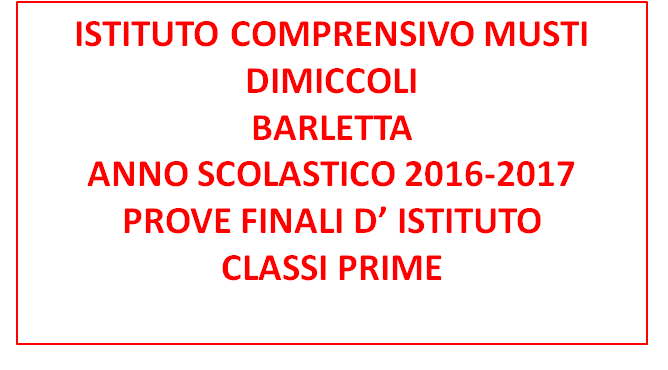 ISTITUTO COMPRENSIVO MUSTI
DIMICCOLI
BARLETTA
ANNO SCOLASTICO 2016-2017
PROVE FINALI D’ ISTITUTO
CLASSI PRIME